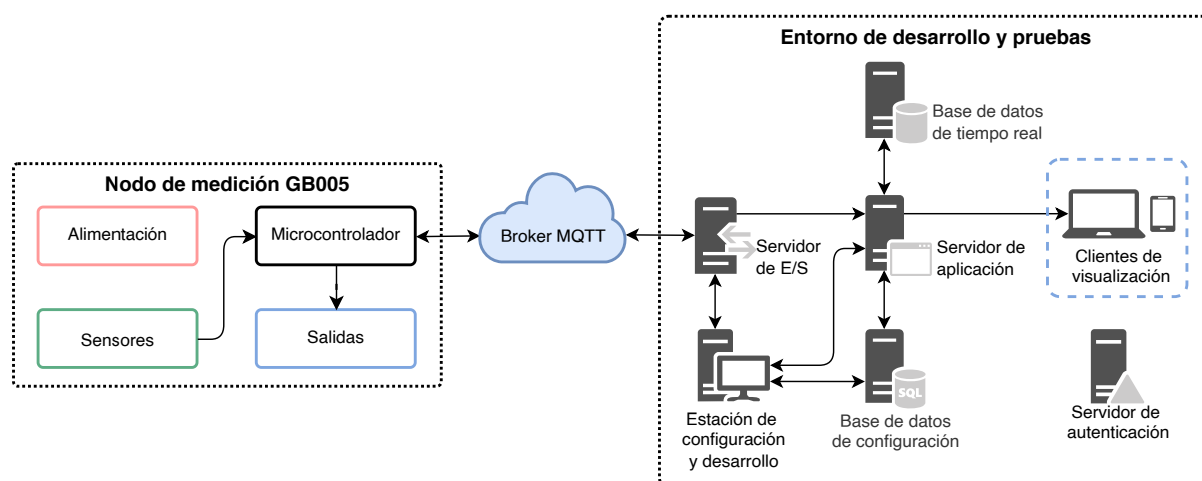 Entorno de desarrollo y pruebas
Base de datos
de tiempo real
Nodo de medición GB005
Alimentación
Microcontrolador
Sensores
Salidas
Broker MQTT
Servidor
de E/S
Servidor de
aplicación
Clientes de
visualización
Estación de
configuración
y desarrollo
SQL
Base de datos
de configuración
Servidor de
autenticación